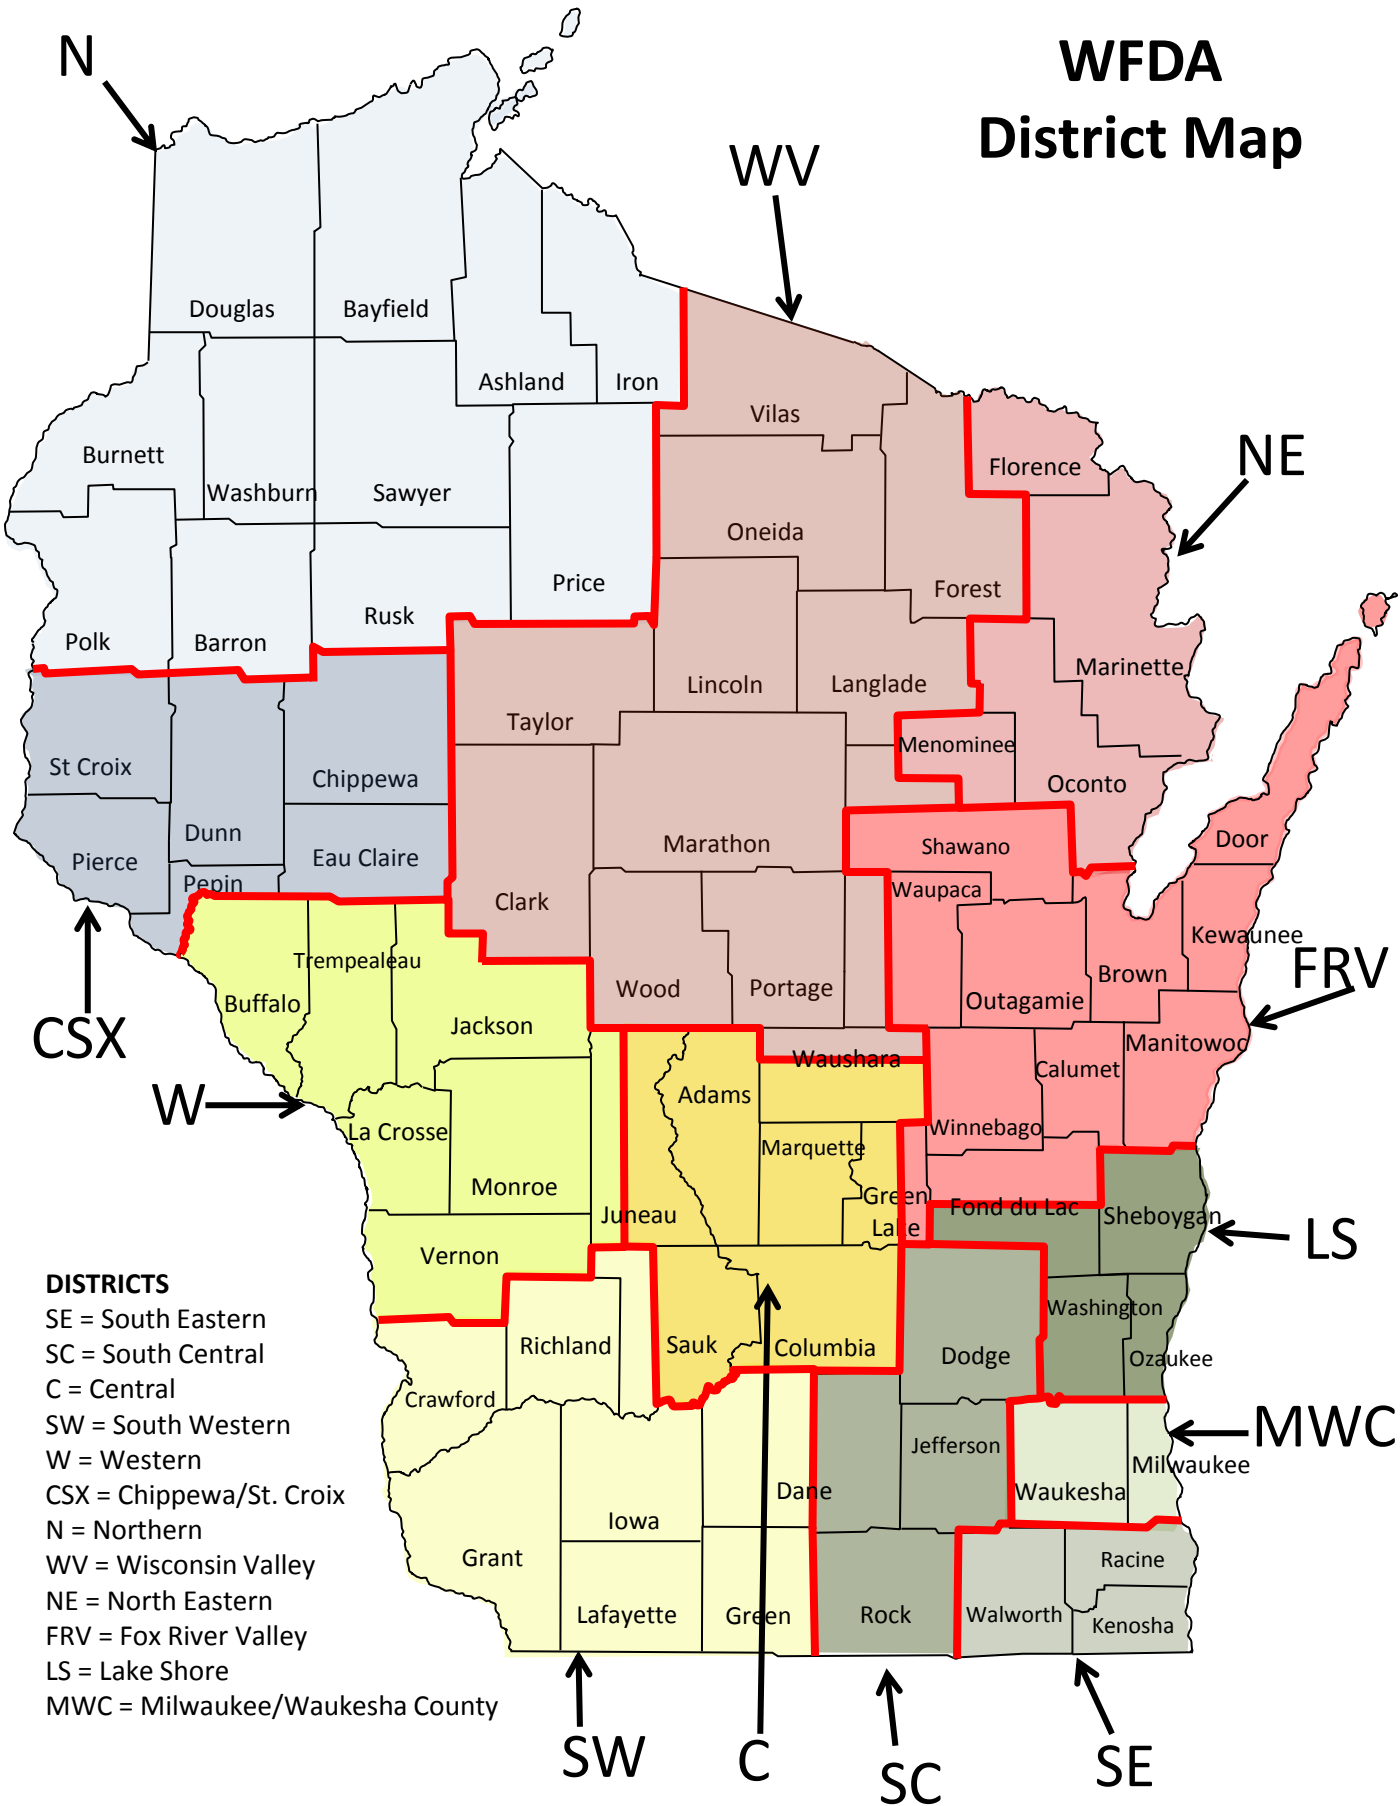 WFDA
District Map
N
WV
NE
Douglas
Bayfield
Ashland
Iron
Vilas
Florence
Burnett
Washburn
Sawyer
Oneida
Price
Forest
Rusk
Polk
Barron
Marinette
Lincoln
Langlade
Taylor
Menominee
St Croix
Chippewa
Oconto
Dunn
Door
Marathon
Shawano
Pierce
Eau Claire
Pepin
Waupaca
Clark
Kewaunee
Trempealeau
FRV
Brown
Wood
Portage
Buffalo
Outagamie
Jackson
CSX
Manitowoc
Waushara
Calumet
Adams
W
La Crosse
Winnebago
Marquette
Monroe
Green
Lake
Juneau
Fond du Lac
Sheboygan
LS
Vernon
Washington
Richland
Sauk
Columbia
Dodge
Ozaukee
Crawford
MWC
Jefferson
Milwaukee
Dane
Waukesha
Iowa
Grant
Racine
Lafayette
Green
Rock
Walworth
Kenosha
DISTRICTS
SE = South Eastern
SC = South Central
C = Central
SW = South Western
W = Western
CSX = Chippewa/St. Croix
N = Northern
WV = Wisconsin Valley
NE = North Eastern
FRV = Fox River Valley
LS = Lake Shore
MWC = Milwaukee/Waukesha County
SW
C
SC
SE